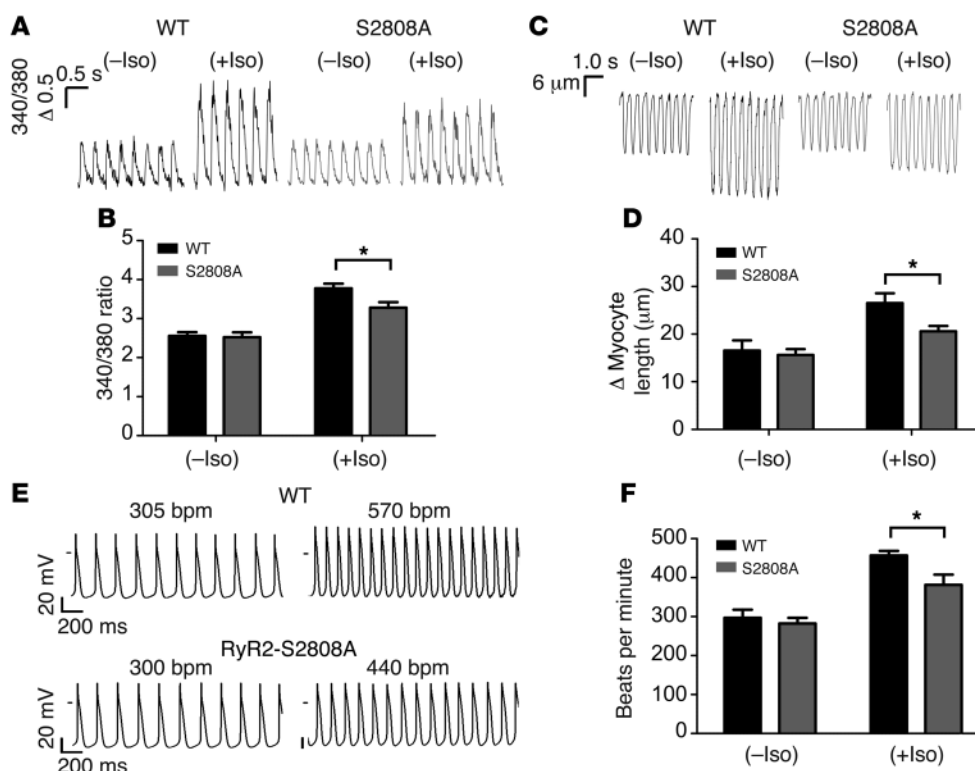 A
WT
S2808A
(–Iso)
(+Iso)
(–Iso)
(+Iso)
340/380
Δ 0.5
0.5 s
C
WT
S2808A
(–Iso)
(+Iso)
(–Iso)
(+Iso)
1.0 s
6 μm
B
340/380 ratio
5
4
3
2
1
0
WT
S2808A
*
(–Iso)
(+Iso)
D
Δ Myocyte
length (μm)
40
30
20
10
0
WT
S2808A
*
(–Iso)
(+Iso)
E
WT
305 bpm
570 bpm
20 mV
200 ms
RyR2-S2808A
300 bpm
440 bpm
20 mV
200 ms
F
Beats per minute
500
400
300
200
100
0
WT
S2808A
*
(–Iso)
(+Iso)